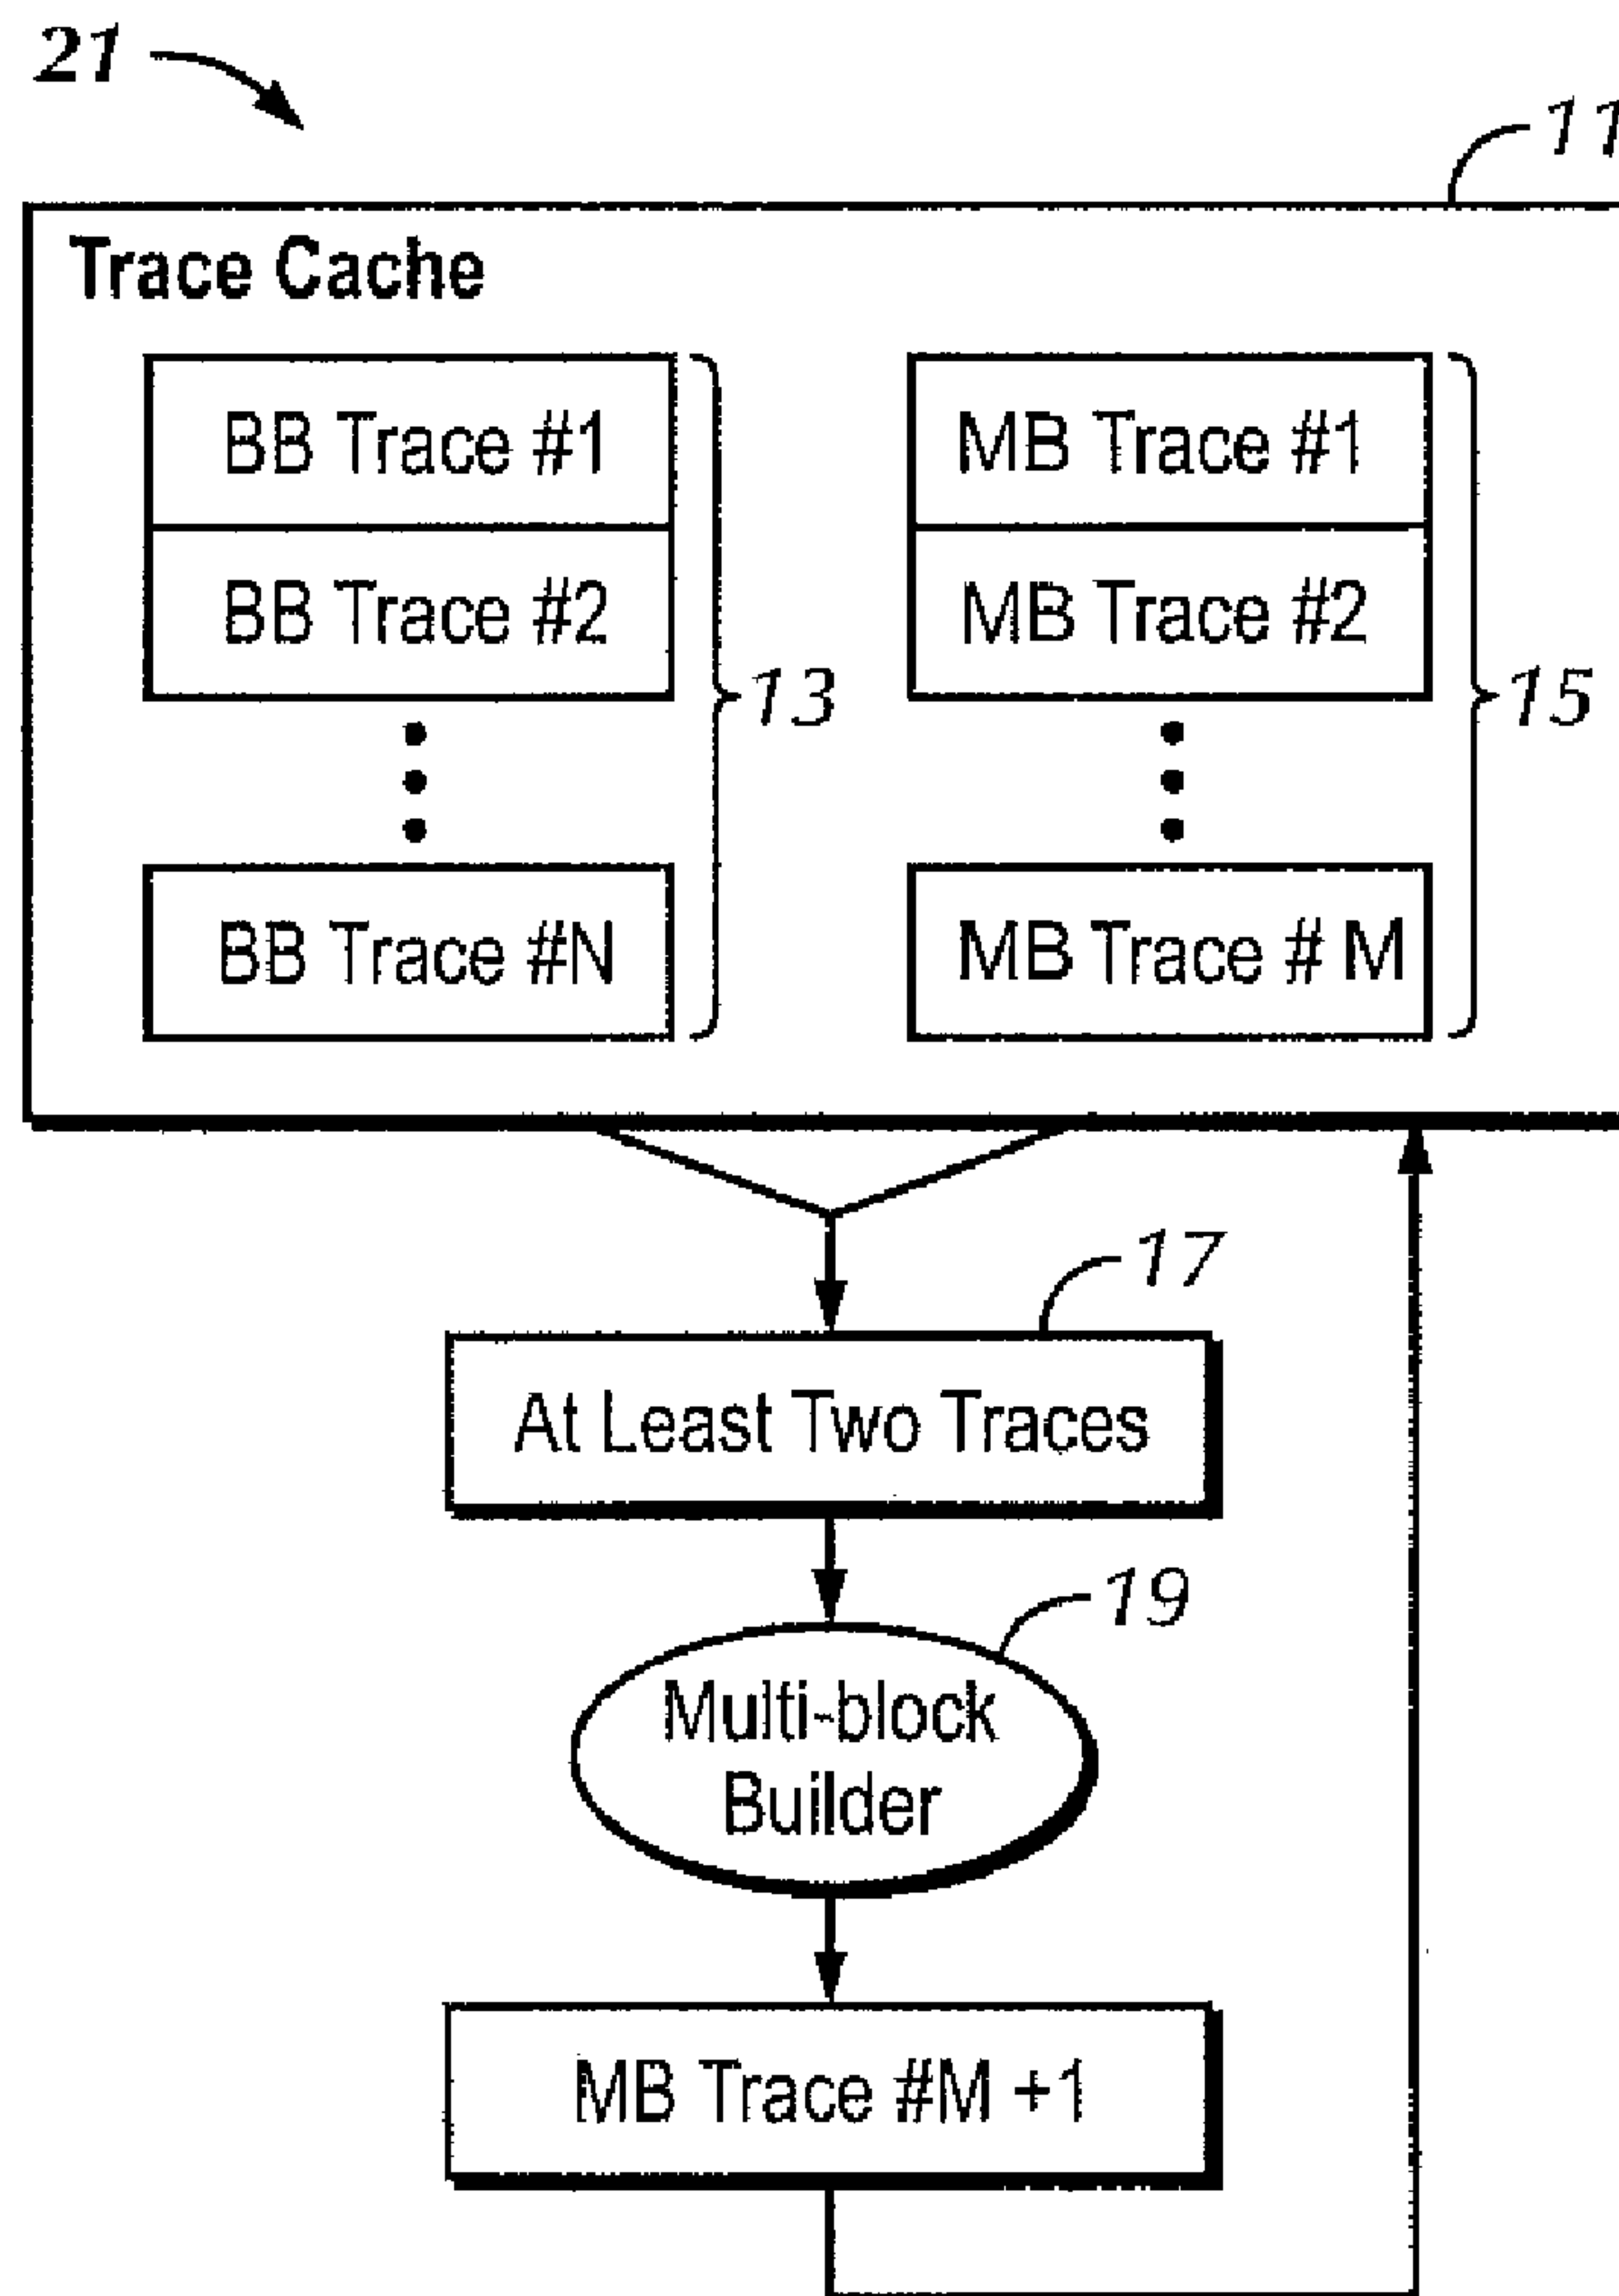 21
11
Trace Cache
BB Trace #1
BB Trace #2
BB Trace #N
13
MB Trace #1
MB Trace #2
MB Trace # M
15
17
At Least Two Traces
19
Multi-block
Builder
MB Trace #M +1